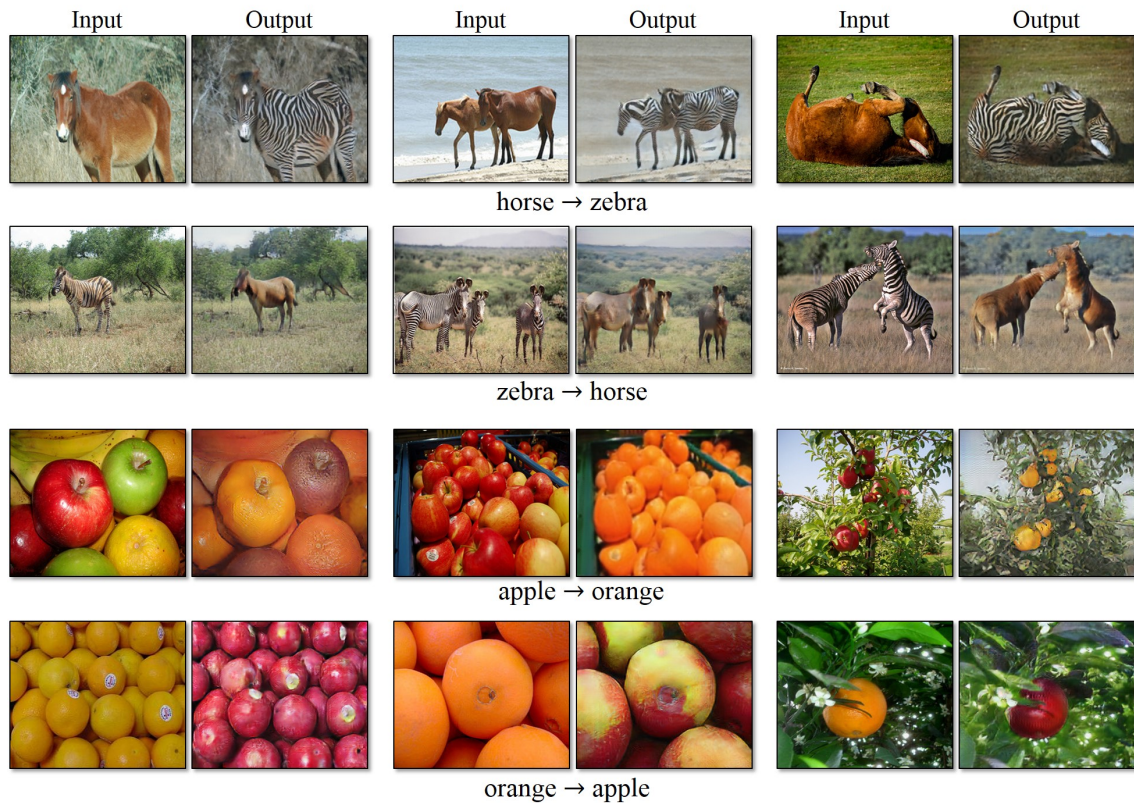 Input Output Input Output Input Output
horse → zebra
zebra → horse
apple → orange
orange → apple